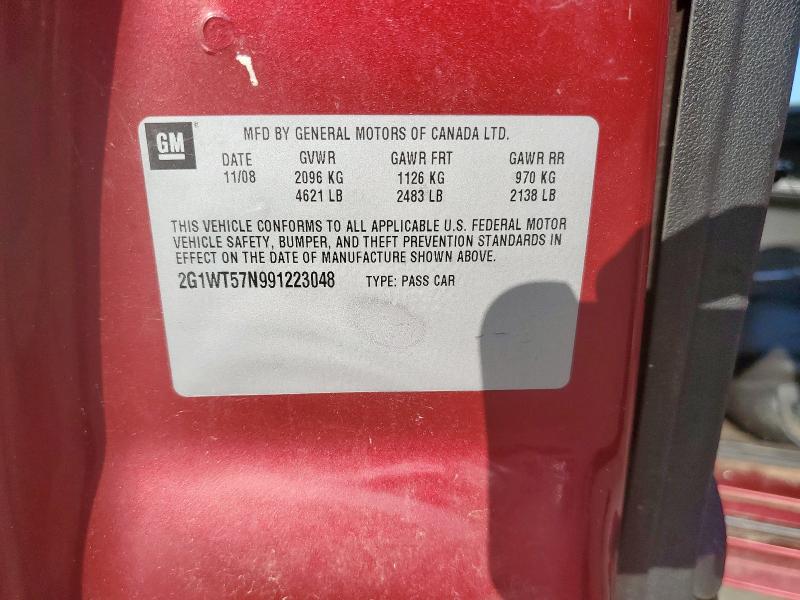 GM ® MFD BY GENERAL MOTORS OF CANADA LTD.
DATE GVWR GAWR FRT GAWR RR
11/08 2096 KG 1126 KG 970 KG
4621 LB 2483 LB 2138 LB
THIS VEHICLE CONFORMS TO ALL APPLICABLE U.S. FEDERAL MOTOR
VEHICLE SAFETY, BUMPER, AND THEFT PREVENTION STANDARDS IN
EFFECT ON THE DATE OF MANUFACTURE SHOWN ABOVE.
2G1WT57N991223048 TYPE: PASS CAR